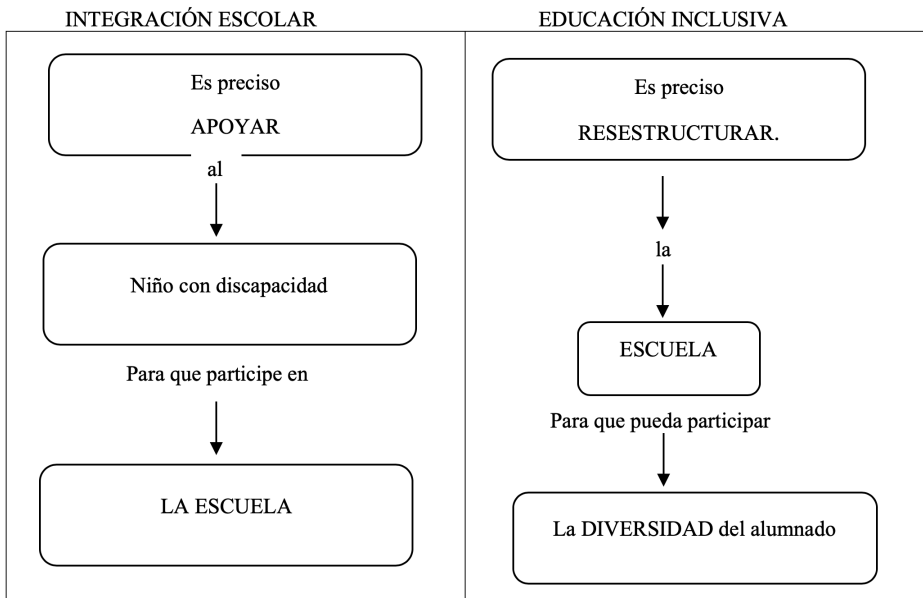 INTEGRACIÓN ESCOLAR
Es preciso
APOYAR
al
Niño con discapacidad
Para que participe en
LA ESCUELA
EDUCACIÓN INCLUSIVA
Es preciso
RESESTRUCTURAR.
la
ESCUELA
Para que pueda participar
La DIVERSIDAD del alumnado